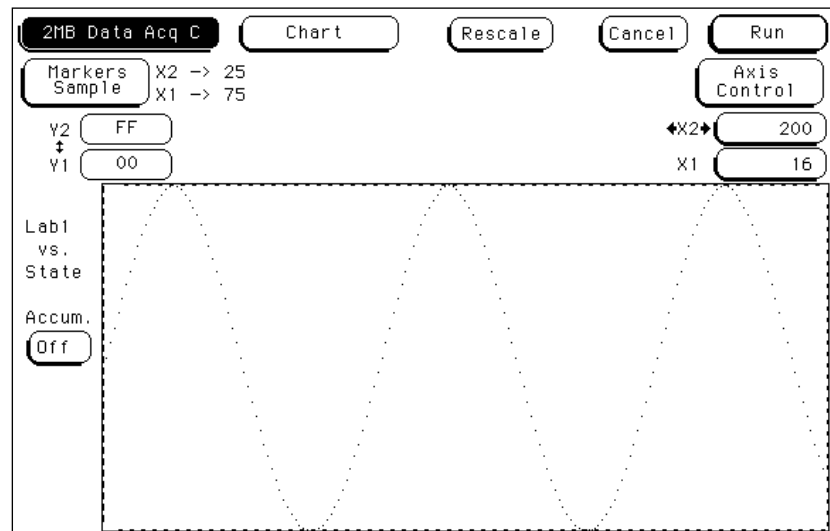 2MB Data Acq C Chart Rescale Cancel Run
Markers Sample X2 -> 25
X1 -> 75
Axis Control
Y2 FF
Y1 00
X2 200
X1 16
Lab1
vs.
State
Accum.
Off